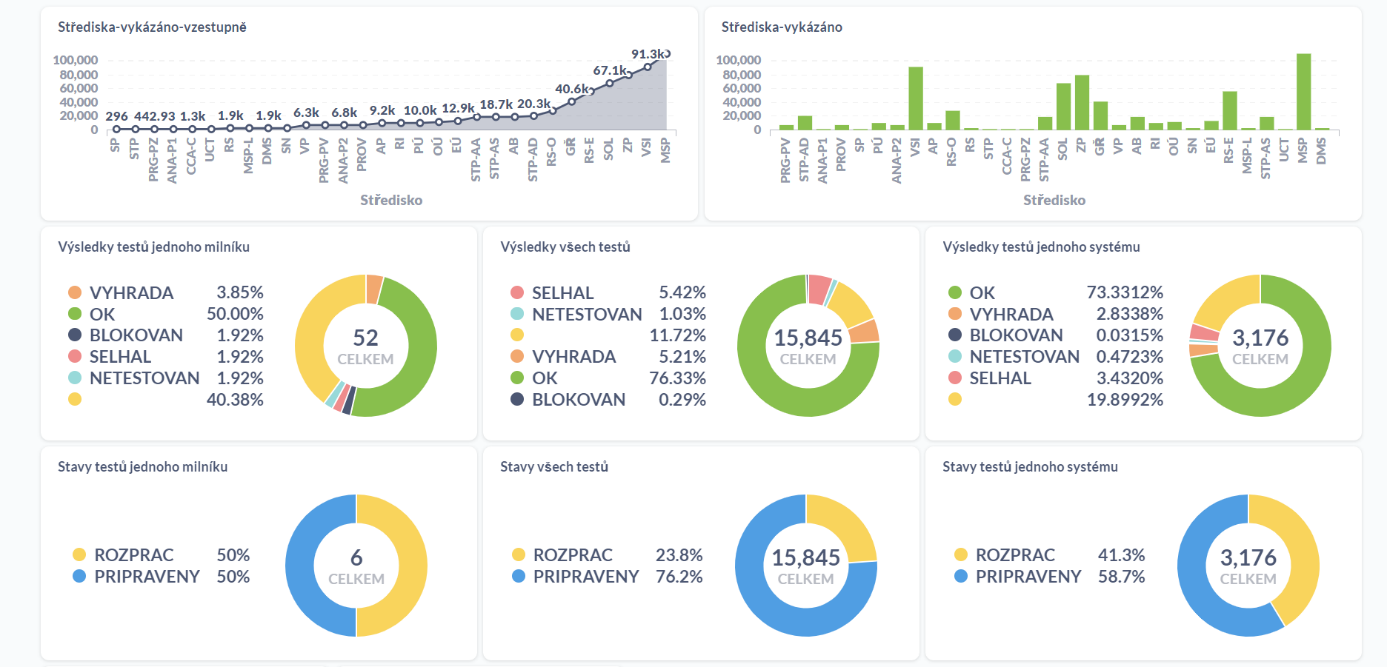 Střediska-vykázáno-vzestupně
100,000
80,000
60,000
40,000
20,000
0
296 442.93 1.3k 1.9k 1.9k 6.3k 6.8k 9.2k 10.0k 12.9k 18.7k 20.3k 40.6k 67.1k 91.3k
SP STP PRG-PZ ANA-P1 CCA-C UCT RS MSP-L DMS SN VP PRG-PV ANA-P2 PROV AP RI PÚ OÚ EÚ STP-AA STP-AS AB STP-AD RS-O GŘ RS-E SOL ZP VSI MSP
Středisko
Střediska-vykázáno
100,000
80,000
60,000
40,000
20,000
0
PRG-PV STP-AD ANA-P1 PROV SP PÚ ANA-P2 VSI AP RS-O RS STP CCA-C PRG-PZ STP-AA SOL ZP GŘ VP AB RI OÚ SN EÚ RS-E MSP-L STP-AS UCT MSP DMS
Středisko
Výsledky testů jednoho milníku
VYHRADA 3.85%
OK 50.00%
BLOKOVAN 1.92%
SELHAL 1.92%
NETESTOVAN 1.92%
40.38%
52
CELKEM
Výsledky všech testů
SELHAL 5.42%
NETESTOVAN 1.03%
11.72%
VYHRADA 5.21%
OK 76.33%
BLOKOVAN 0.29%
15,845
CELKEM
Výsledky testů jednoho systému
OK 73.3312%
VYHRADA 2.8338%
BLOKOVAN 0.0315%
NETESTOVAN 0.4723%
SELHAL 3.4320%
19.8992%
3,176
CELKEM
Stavy testů jednoho milníku
ROZPRAC 50%
PRIPRAVENY 50%
6
CELKEM
Stavy všech testů
ROZPRAC 23.8%
PRIPRAVENY 76.2%
15,845
CELKEM
Stavy testů jednoho systému
ROZPRAC 41.3%
PRIPRAVENY 58.7%
3,176
CELKEM